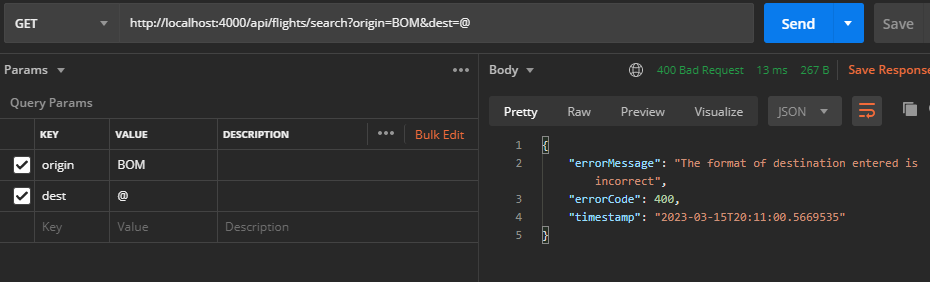 GET http://localhost:4000/api/flights/search?origin=BOM&dest=@ Send Save
Params ••• Body 400 Bad Request 13 ms 267 B Save Response
Query Params
Pretty Raw Preview Visualize JSON
KEY VALUE DESCRIPTION ••• Bulk Edit
origin BOM
dest @
Key Value Description
1 {
2 "errorMessage": "The format of destination entered is
incorrect",
3 "errorCode": 400,
4 "timestamp": "2023-03-15T20:11:00.5669535"
5 }